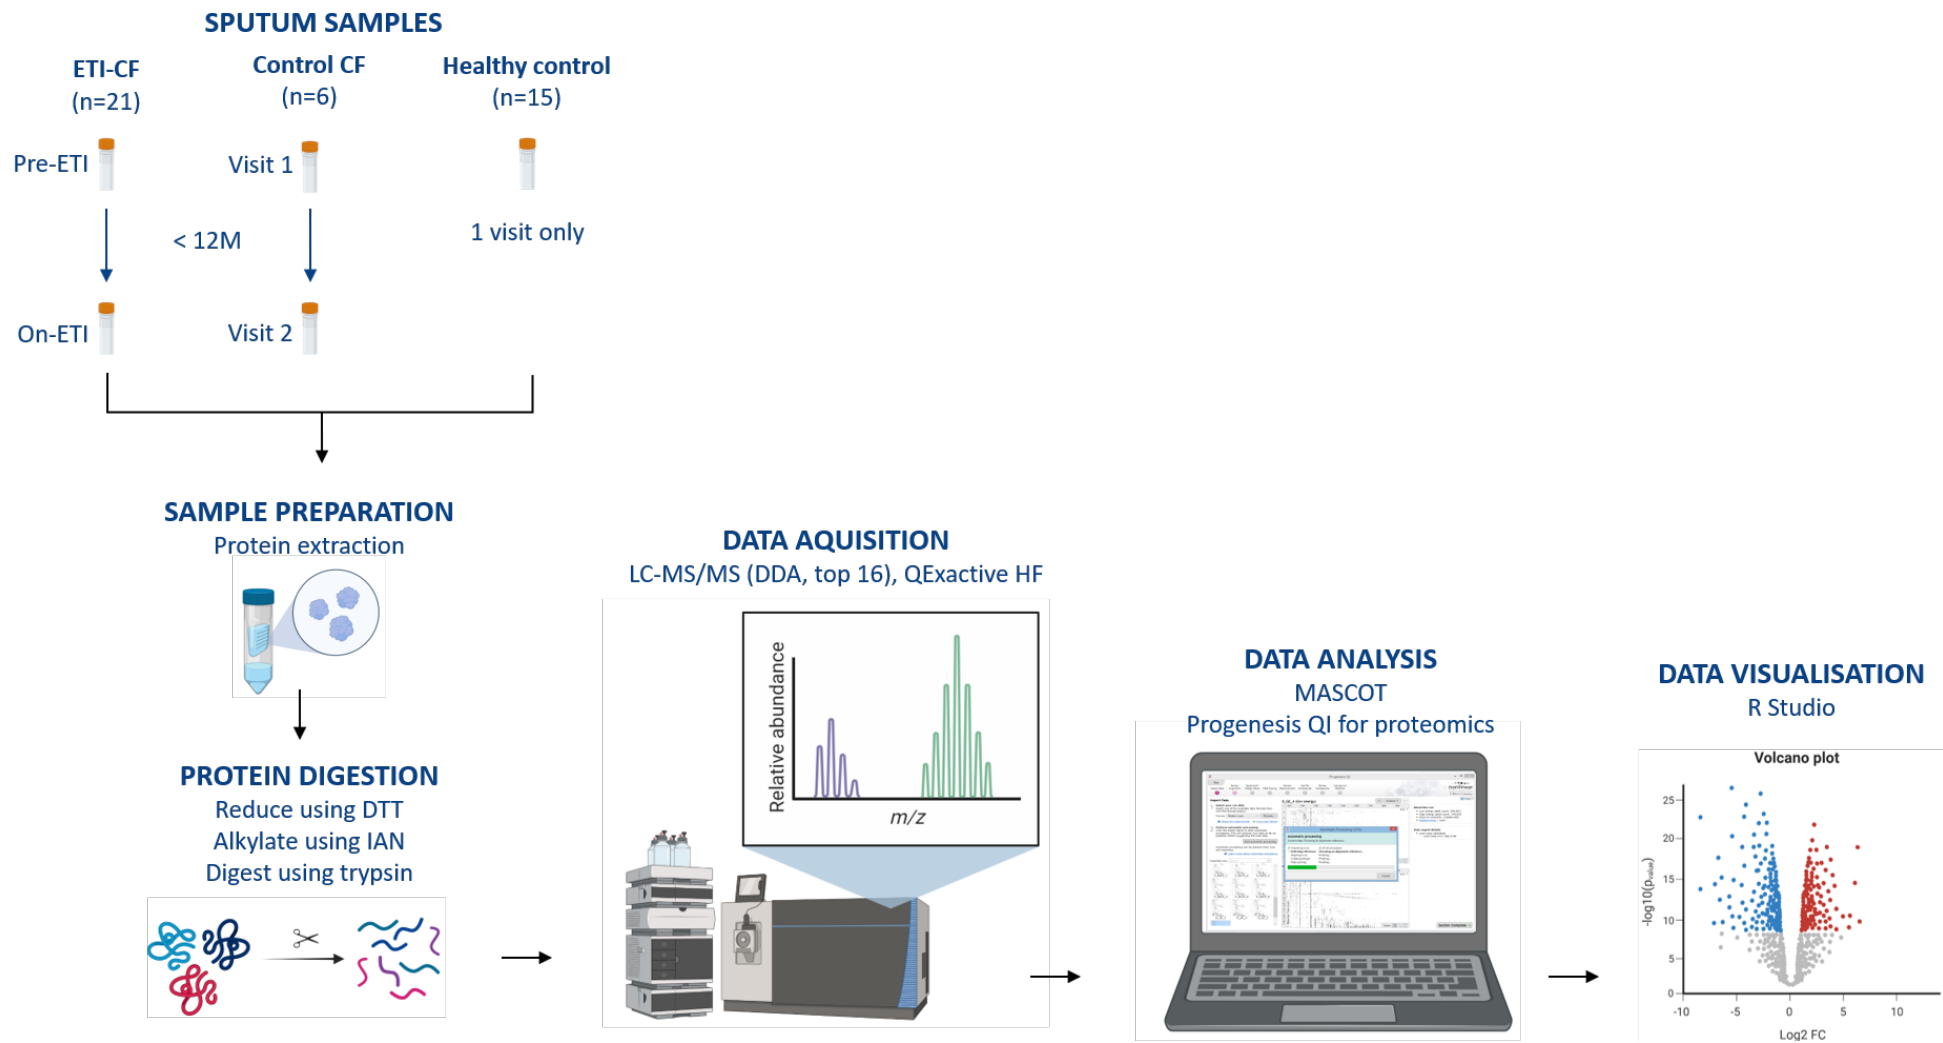 SPUTUM SAMPLES
ETI-CF
(n=21)
Control CF
(n=6)
Healthy control
(n=15)
Pre-ETI
Visit 1
< 12M
1 visit only
On-ETI
Visit 2
SAMPLE PREPARATION
Protein extraction
PROTEIN DIGESTION
Reduce using DTT
Alkylate using IAN
Digest using trypsin
DATA AQUISITION
LC-MS/MS (DDA, top 16), QExactive HF
Relative abundance
m/z
DATA ANALYSIS
MASCOT
Progenesis QI for proteomics
DATA VISUALISATION
R Studio
Volcano plot
-log10(pvalue)
25
20
15
10
5
0
-10
-5
0
5
10
Log2 FC